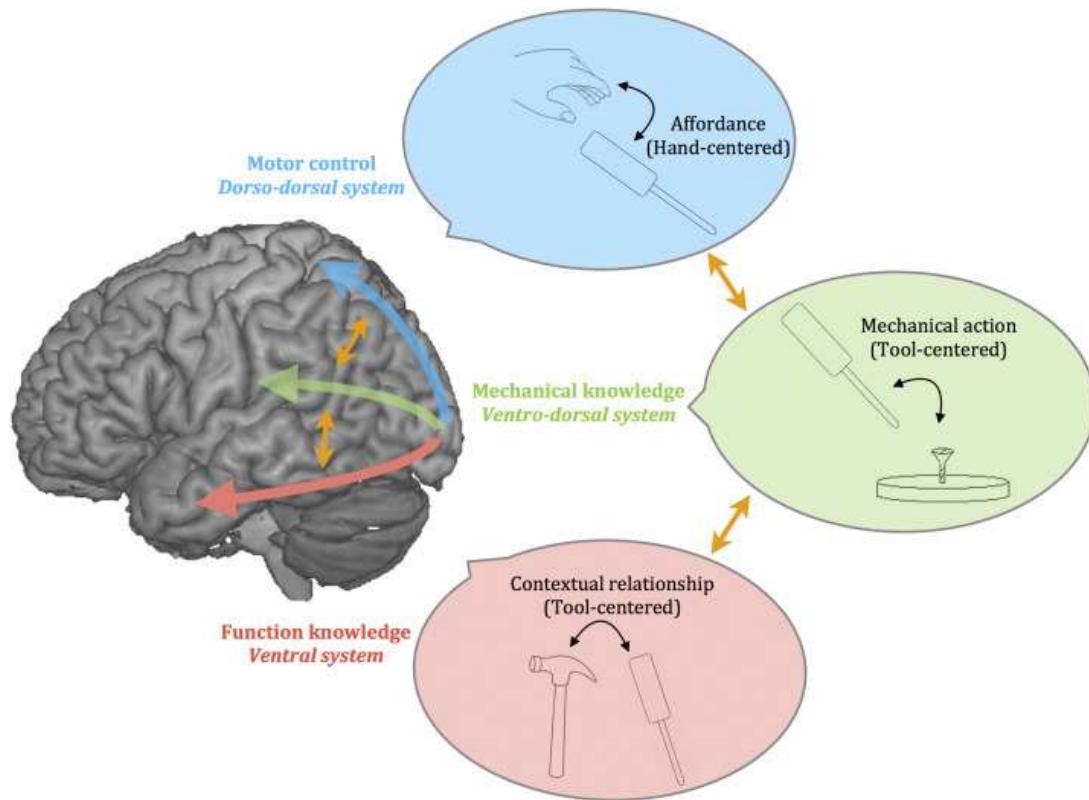 Affordance
(Hand-centered)
Motor control
Dorso-dorsal system
Mechanical action
(Tool-centered)
Mechanical knowledge
Ventro-dorsal system
Contextual relationship
(Tool-centered)
Function knowledge
Ventral system